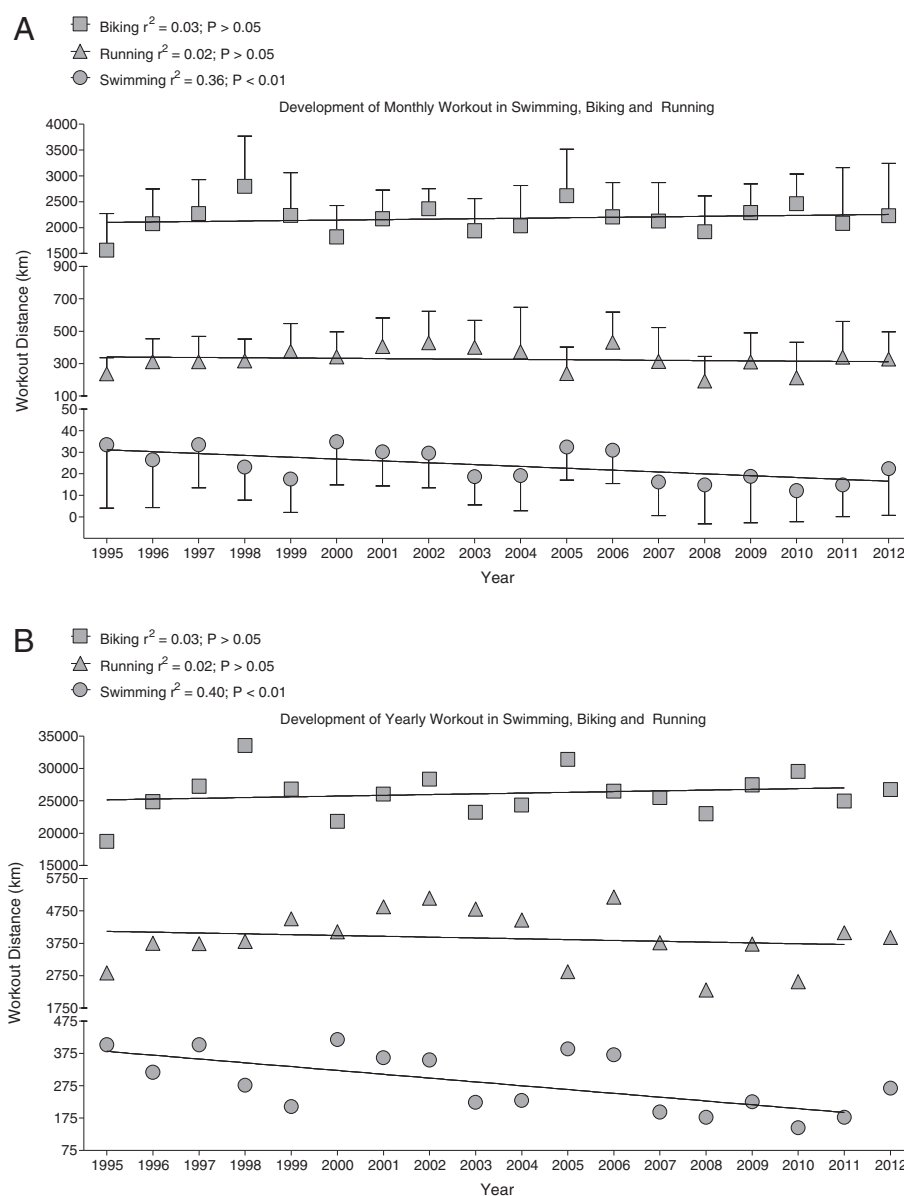 A
Biking r2 = 0.03; P > 0.05
Running r2 = 0.02; P > 0.05
Swimming r2 = 0.36; P < 0.01
Development of Monthly Workout in Swimming, Biking and Running
4000
3500
3000
2500
2000
1500
900
700
500
300
100
50
40
30
20
10
0
Workout Distance (km)
1995 1996 1997 1998 1999 2000 2001 2002 2003 2004 2005 2006 2007 2008 2009 2010 2011 2012
Year
B
Biking r2 = 0.03; P > 0.05
Running r2 = 0.02; P > 0.05
Swimming r2 = 0.40; P < 0.01
Development of Yearly Workout in Swimming, Biking and Running
35000
30000
25000
20000
15000
5750
4750
3750
2750
1750
475
375
275
175
75
Workout Distance (km)
1995 1996 1997 1998 1999 2000 2001 2002 2003 2004 2005 2006 2007 2008 2009 2010 2011 2012
Year